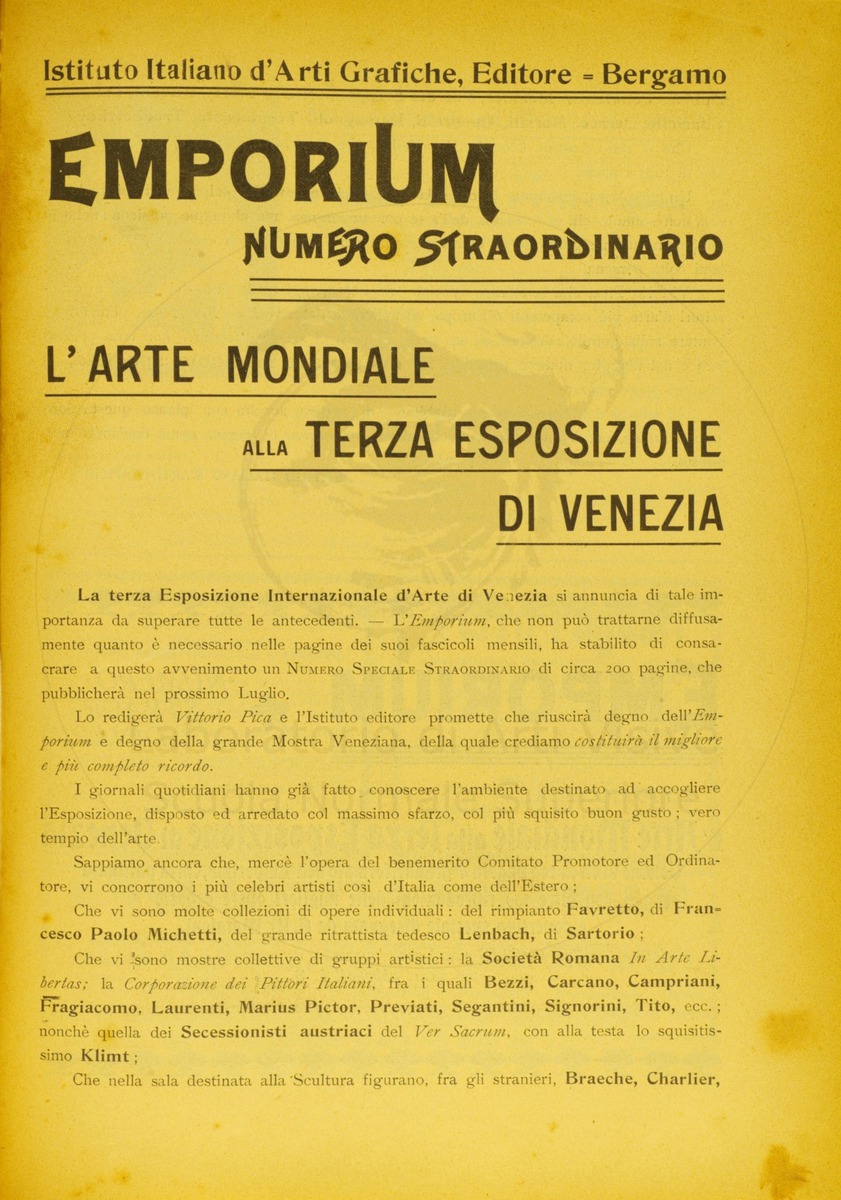 Istituto Italiano d'Arti Grafiche, Editore = Bergamo
EMPORIUM
NUMERO STRAORDINARIO
L'ARTE MONDIALE
ALLA TERZA ESPOSIZIONE
DI VENEZIA
La terza Esposizione Internazionale d'Arte di Venezia si annuncia di tale im-
portanza da superare tutte le antecedenti. — L'Emporium, che non può trattarne diffusa-
mente quanto è necessario nelle pagine dei suoi fascicoli mensili, ha stabilito di consa-
crare a questo avvenimento un NUMERO SPECIALE STRAORDINARIO di circa 200 pagine, che
pubblicherà nel prossimo Luglio.
Lo redigerà Vittorio Pica e l'Istituto editore promette che riuscirà degno dell'Em-
porium e degno della grande Mostra Veneziana, della quale crediamo costituirà il migliore
e più completo ricordo.
I giornali quotidiani hanno già fatto conoscere l'ambiente destinato ad accogliere
l'Esposizione, disposto ed arredato col massimo sfarzo, col più squisito buon gusto ; vero
tempio dell'arte.
Sappiamo ancora che, mercè l'opera del benemerito Comitato Promotore ed Ordina-
tore, vi concorrono i più celebri artisti così d'Italia come dell'Estero ;
Che vi sono molte collezioni di opere individuali : del rimpianto Favretto, di Fran=
cesco Paolo Michetti, del grande ritrattista tedesco Lenbach, di Sartorio ;
Che vi sono mostre collettive di gruppi artistici : la Società Romana In Arte Li-
bertas; la Corporazione dei Pittori Italiani, fra i quali Bezzi, Carcano, Campriani,
Fragiacomo, Laurenti, Marius Pictor, Previati, Segantini, Signorini, Tito, ecc. ;
nonchè quella dei Secessionisti austriaci del Ver Sacrum, con alla testa lo squisitis-
simo Klimt ;
Che nella sala destinata alla Scultura figurano, fra gli stranieri, Braeche, Charlier,